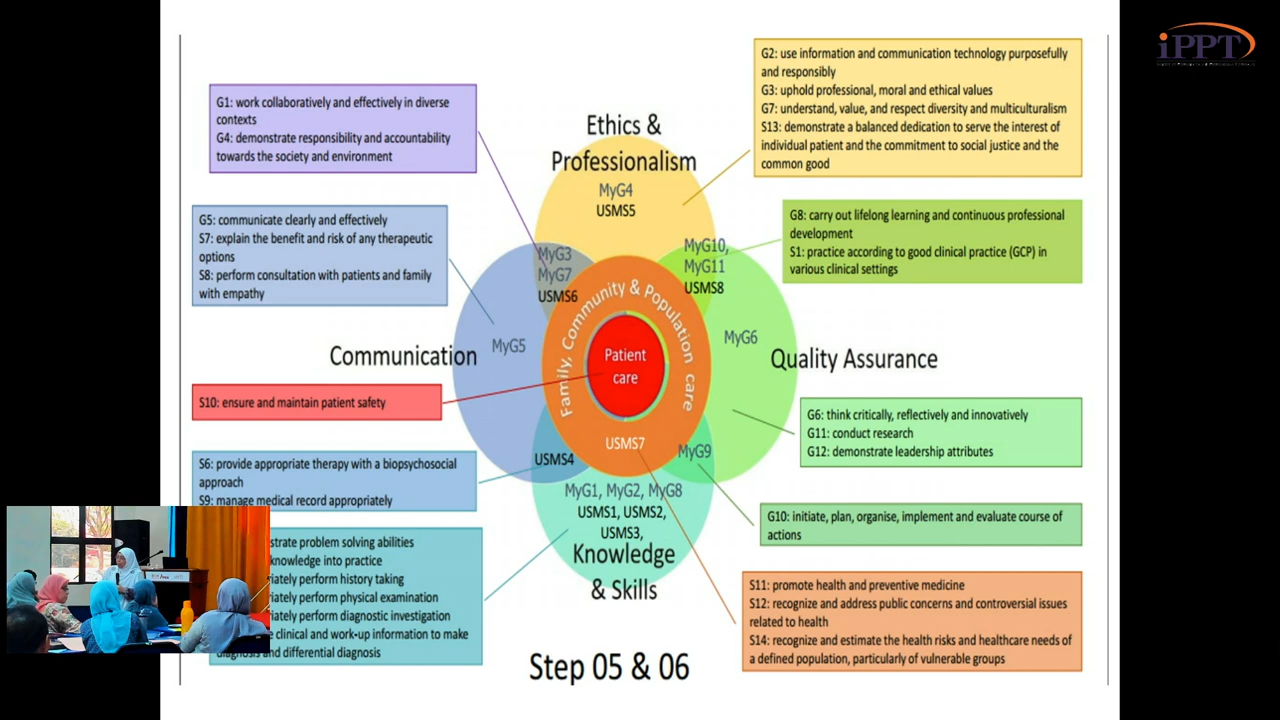 iPPT
G1: work collaboratively and effectively in diverse
contexts
G4: demonstrate responsibility and accountability
towards the society and environment
G2: use information and communication technology purposefully
and responsibly
G3: uphold professional, moral and ethical values
G7: understand, value, and respect diversity and multiculturalism
S13: demonstrate a balanced dedication to serve the interest of
individual patient and the commitment to social justice and the
common good
Ethics &
Professionalism
MyG4
USMS5
G5: communicate clearly and effectively
S7: explain the benefit and risk of any therapeutic
options
S8: perform consultation with patients and family
with empathy
G8: carry out lifelong learning and continuous professional
development
S1: practice according to good clinical practice (GCP) in
various clinical settings
MyG3
MyG7
USMS6
MyG10,
MyG11
USMS8
Family, Community & Population care
Patient
care
MyG5
MyG6
Communication
Quality Assurance
S10: ensure and maintain patient safety
G6: think critically, reflectively and innovatively
G11: conduct research
G12: demonstrate leadership attributes
USMS7
USMS4
MyG9
S6: provide appropriate therapy with a biopsychosocial
approach
S9: manage medical record appropriately
MyG1, MyG2, MyG8
USMS1, USMS2,
USMS3,
Knowledge
& Skills
G10: initiate, plan, organise, implement and evaluate course of
actions
strate problem solving abilities
knowledge into practice
iately perform history taking
iately perform physical examination
iately perform diagnostic investigation
e clinical and work-up information to make
diagnosis and differential diagnosis
S11: promote health and preventive medicine
S12: recognize and address public concerns and controversial issues
related to health
S14: recognize and estimate the health risks and healthcare needs of
a defined population, particularly of vulnerable groups
Step 05 & 06